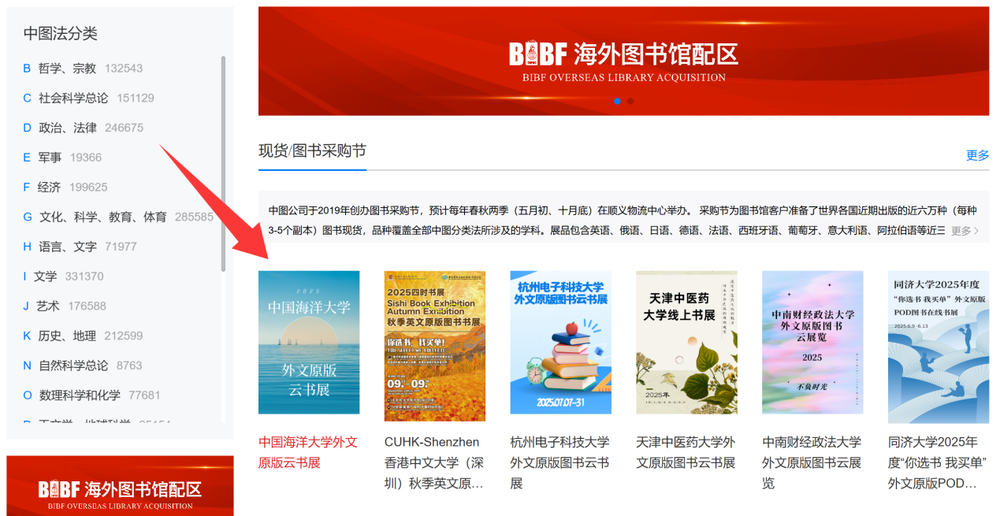 中图法分类
B 哲学、宗教 132543
C 社会科学总论 151129
D 政治、法律 246675
E 军事 19366
F 经济 199625
G 文化、科学、教育、体育 285585
H 语言、文字 71977
I 文学 331370
J 艺术 176588
K 历史、地理 212599
N 自然科学总论 8763
O 数理科学和化学 77681
BIBF 海外图书馆配区
BIBF OVERSEAS LIBRARY ACQUISITION
BIBF 海外图书馆配区
BIBF OVERSEAS LIBRARY ACQUISITION
现货/图书采购节
更多
中图公司于2019年创办图书采购节，预计每年春秋两季（五月初、十月底）在顺义物流中心举办。 采购节为图书馆客户准备了世界各国近期出版的近六万种（每种
3-5个副本）图书现货，品种覆盖全部中图分类法所涉及的学科。展品包含英语、俄语、日语、德语、法语、西班牙语、葡萄牙、意大利语、阿拉伯语等近三 更多
2025
中国海洋大学
外文原版
云书展
中国海洋大学外文
原版云书展
2025四时书展
Sishi Book Exhibition
Autumn Exhibition
秋季英文原版图书书展
你选书，我买单！
YOU SELECT WE COLLECT!
09.-09.
CUHK-Shenzhen
香港中文大学（深
圳）秋季英文原…
杭州电子科技大学
外文原版图书云书展
2025.07.07-31
杭州电子科技大学
外文原版图书云书
展
天津中医药
大学线上书展
2025年
天津中医药大学外
文原版图书云书展
中南财经政法大学
外文原版图书
云展览
2025
不负时光
中南财经政法大学
外文原版图书云展
览
同济大学2025年度
“你选书 我买单”外文原版
POD图书在线书展
2025.6.9 -6.13
同济大学2025年
度“你选书 我买单”
外文原版POD…